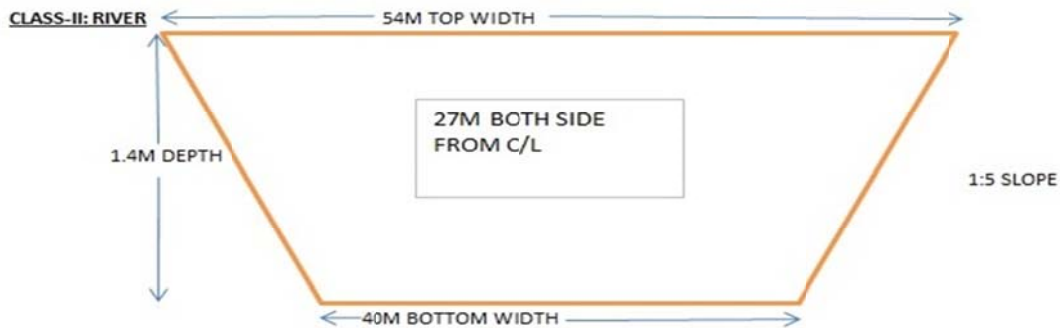 CLASS-II: RIVER
54M TOP WIDTH
27M BOTH SIDE
FROM C/L
1.4M DEPTH
1:5 SLOPE
40M BOTTOM WIDTH